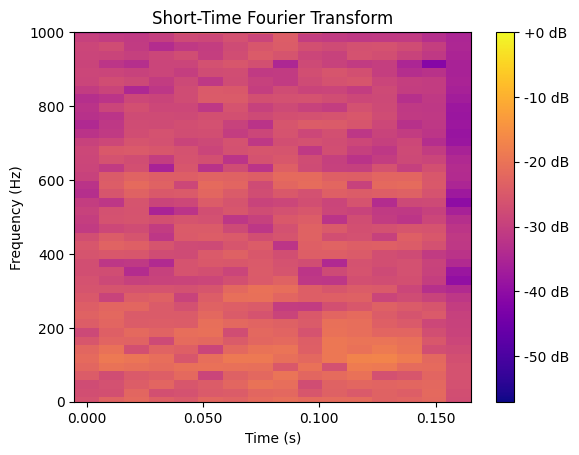 Short-Time Fourier Transform
1000
800
600
400
200
0
Frequency (Hz)
0.000
0.050
0.100
0.150
Time (s)
+0 dB
-10 dB
-20 dB
-30 dB
-40 dB
-50 dB